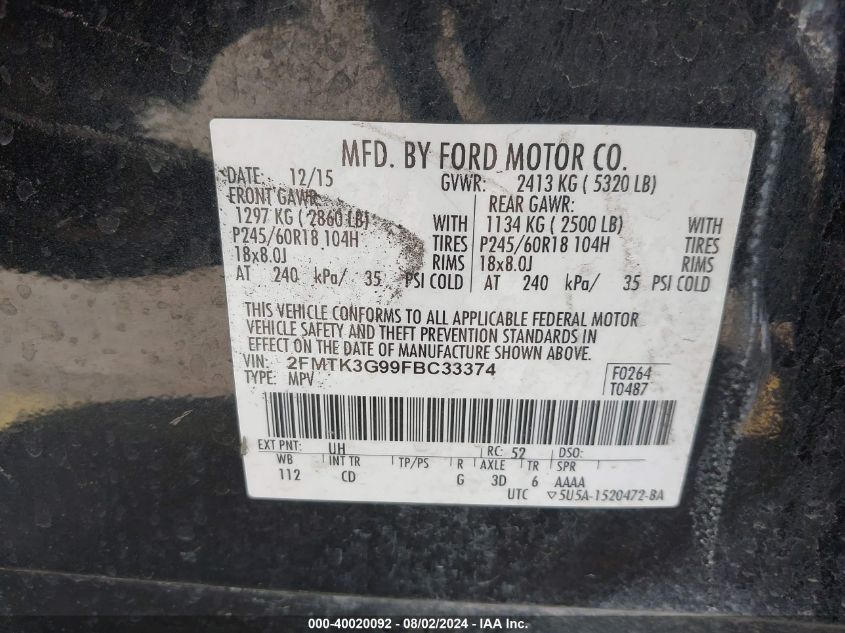 MFD. BY FORD MOTOR CO.
DATE: 12/15 GVWR: 2413 KG ( 5320 LB)
FRONT GAWR: REAR GAWR:
1297 KG ( 2860 LB) WITH 1134 KG ( 2500 LB) WITH
P245/60R18 104H TIRES P245/60R18 104H TIRES
18x8.0J RIMS 18x8.0J RIMS
AT 240 kPa/ 35 PSI COLD AT 240 kPa/ 35 PSI COLD
THIS VEHICLE CONFORMS TO ALL APPLICABLE FEDERAL MOTOR
VEHICLE SAFETY AND THEFT PREVENTION STANDARDS IN
EFFECT ON THE DATE OF MANUFACTURE SHOWN ABOVE.
VIN: 2FMTK3G99FBC33374 F0264
TYPE: MPV T0487
EXT PNT: UH RC: 52 DSO:
WB INT TR TP/PS R AXLE TR SPR
112 CD G 3D 6 AAAA
UTC ▽5U5A-1520472-BA
000-40020092 - 08/02/2024 - IAA Inc.